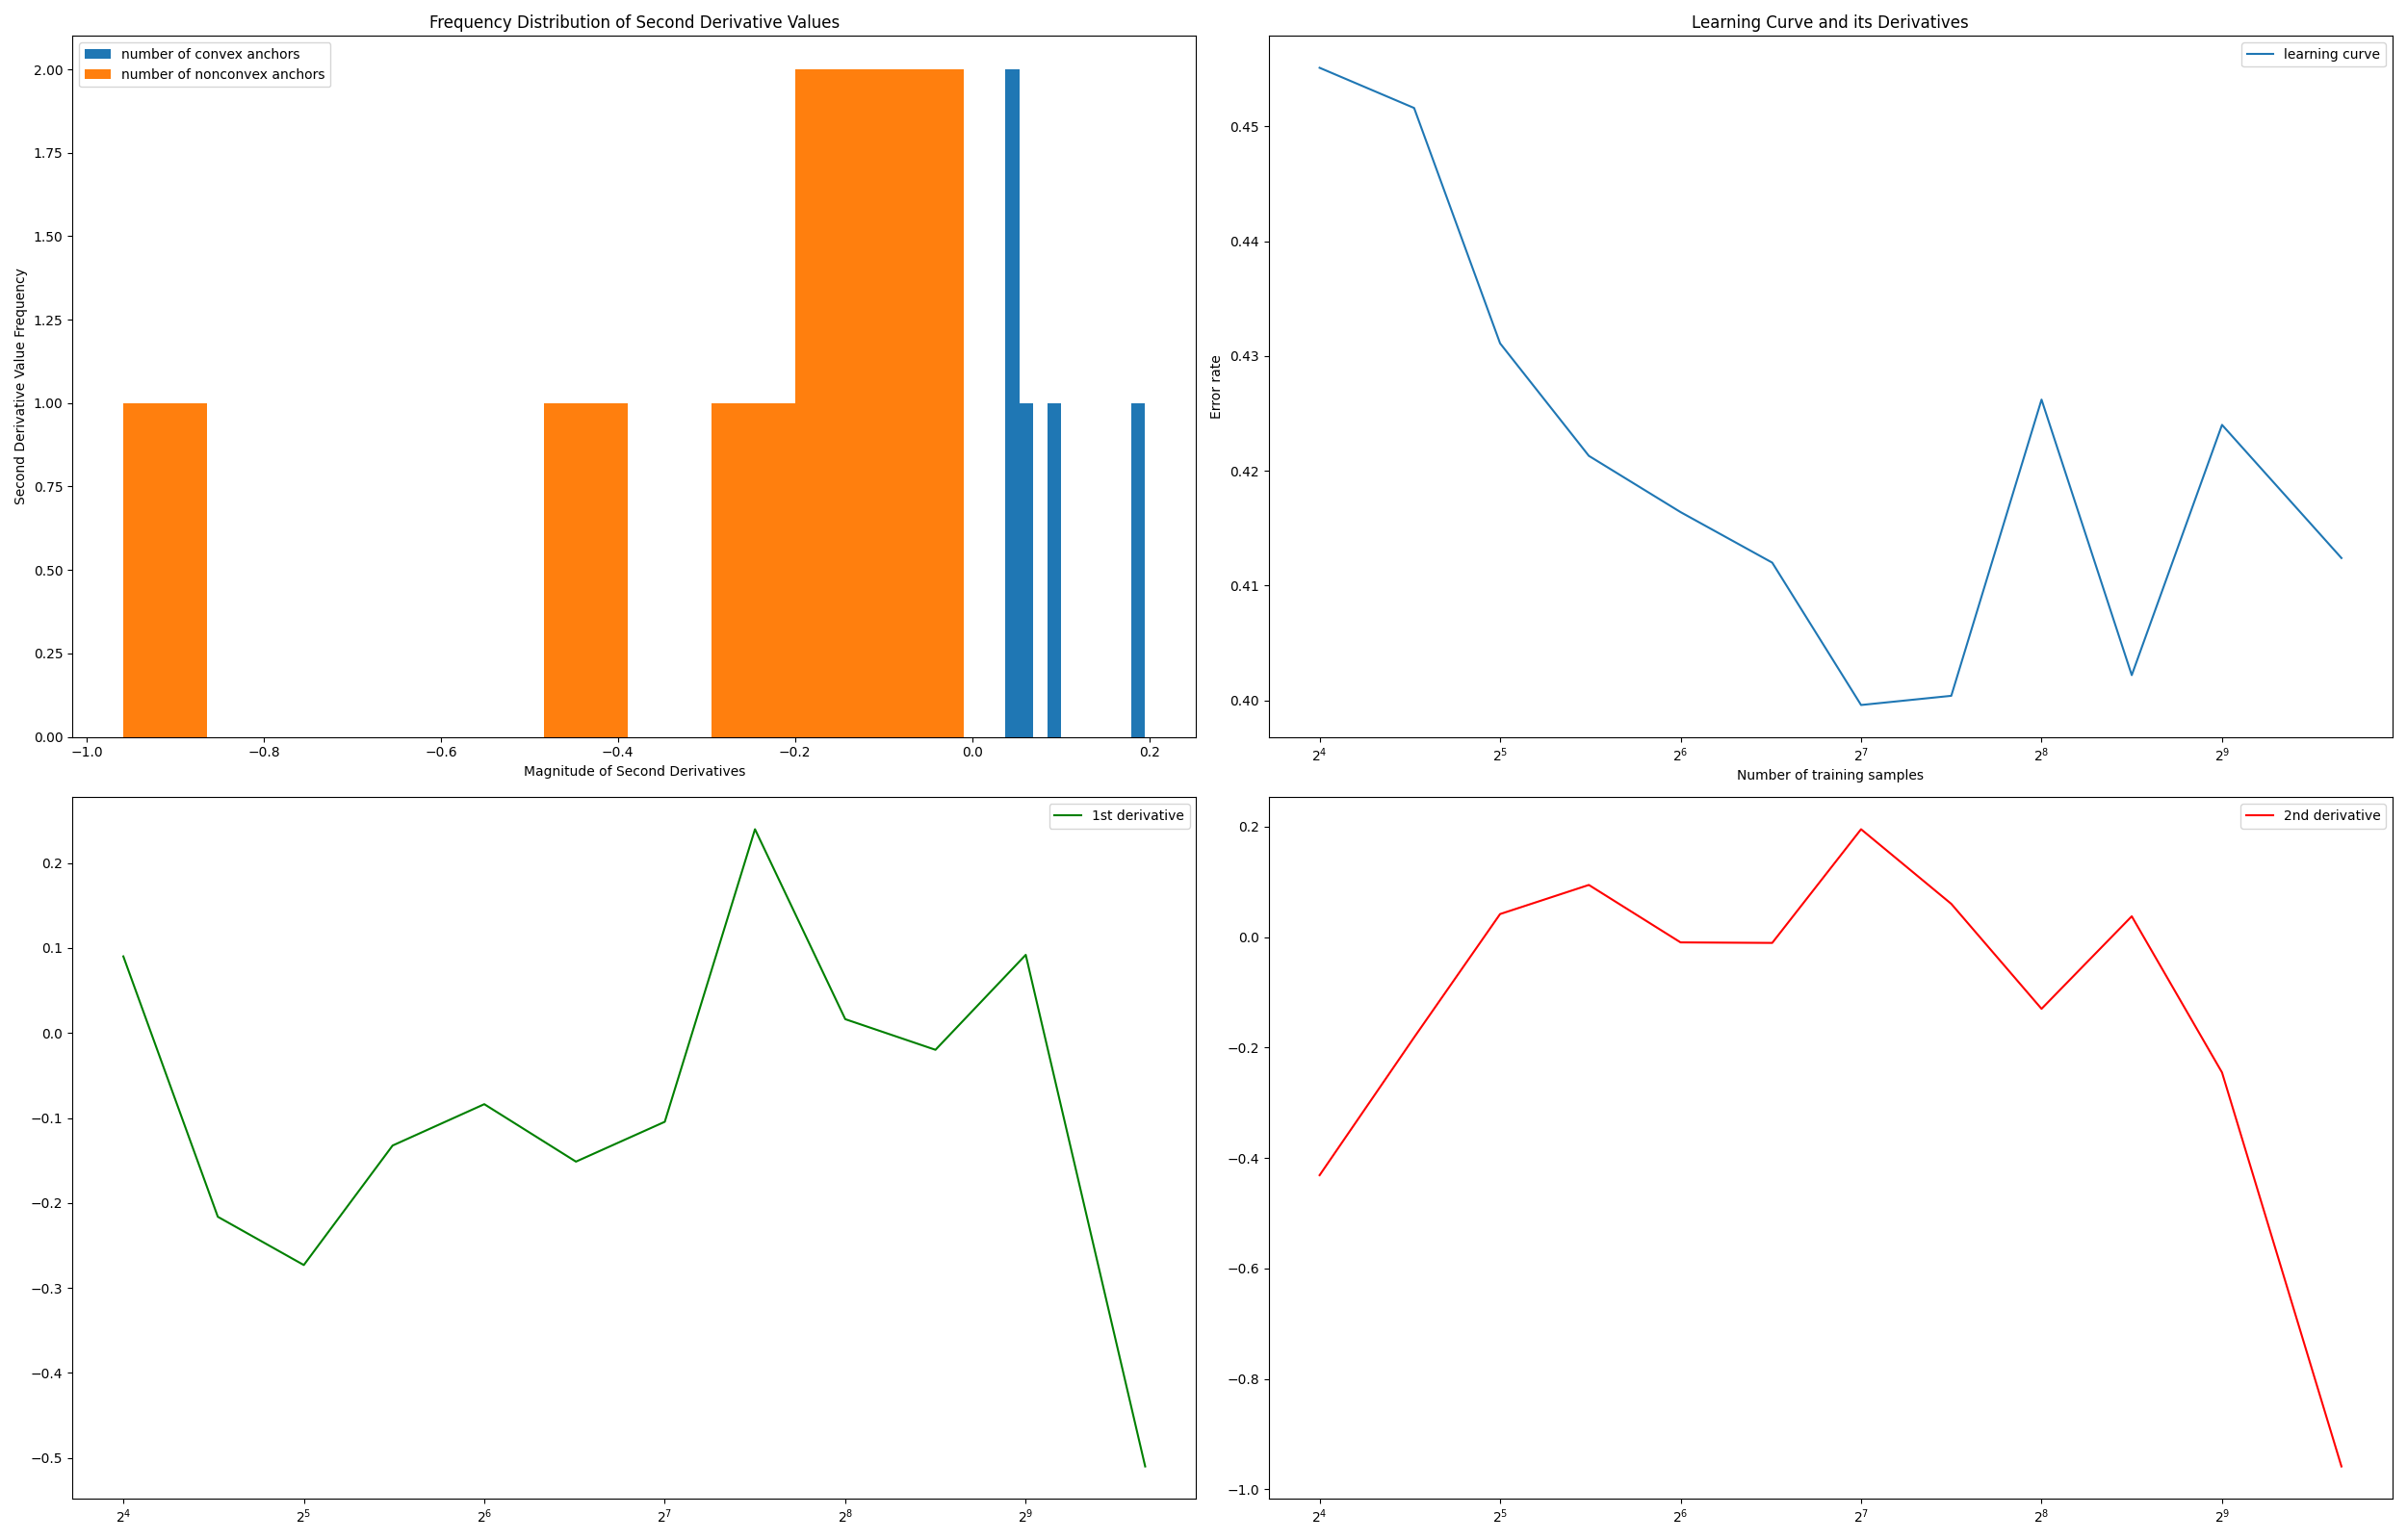 Frequency Distribution of Second Derivative Values
number of convex anchors
number of nonconvex anchors
Second Derivative Value Frequency
2.00
1.75
1.50
1.25
1.00
0.75
0.50
0.25
0.00
−1.0 −0.8 −0.6 −0.4 −0.2 0.0 0.2
Magnitude of Second Derivatives
Learning Curve and its Derivatives
learning curve
Error rate
0.45
0.44
0.43
0.42
0.41
0.40
2⁴ 2⁵ 2⁶ 2⁷ 2⁸ 2⁹
Number of training samples
1st derivative
0.2
0.1
0.0
−0.1
−0.2
−0.3
−0.4
−0.5
2⁴ 2⁵ 2⁶ 2⁷ 2⁸ 2⁹
2nd derivative
0.2
0.0
−0.2
−0.4
−0.6
−0.8
−1.0
2⁴ 2⁵ 2⁶ 2⁷ 2⁸ 2⁹